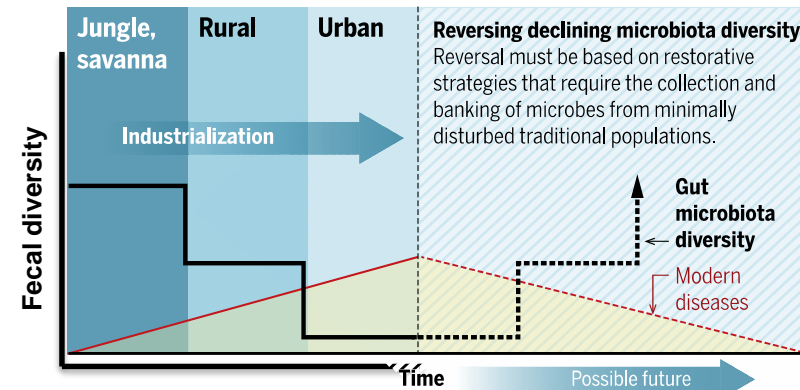 Jungle,
savanna
Rural
Urban
Reversing declining microbiota diversity
Reversal must be based on restorative
strategies that require the collection and
banking of microbes from minimally
disturbed traditional populations.
Industrialization
Fecal diversity
Gut
microbiota
diversity
Modern
diseases
Time
Possible future